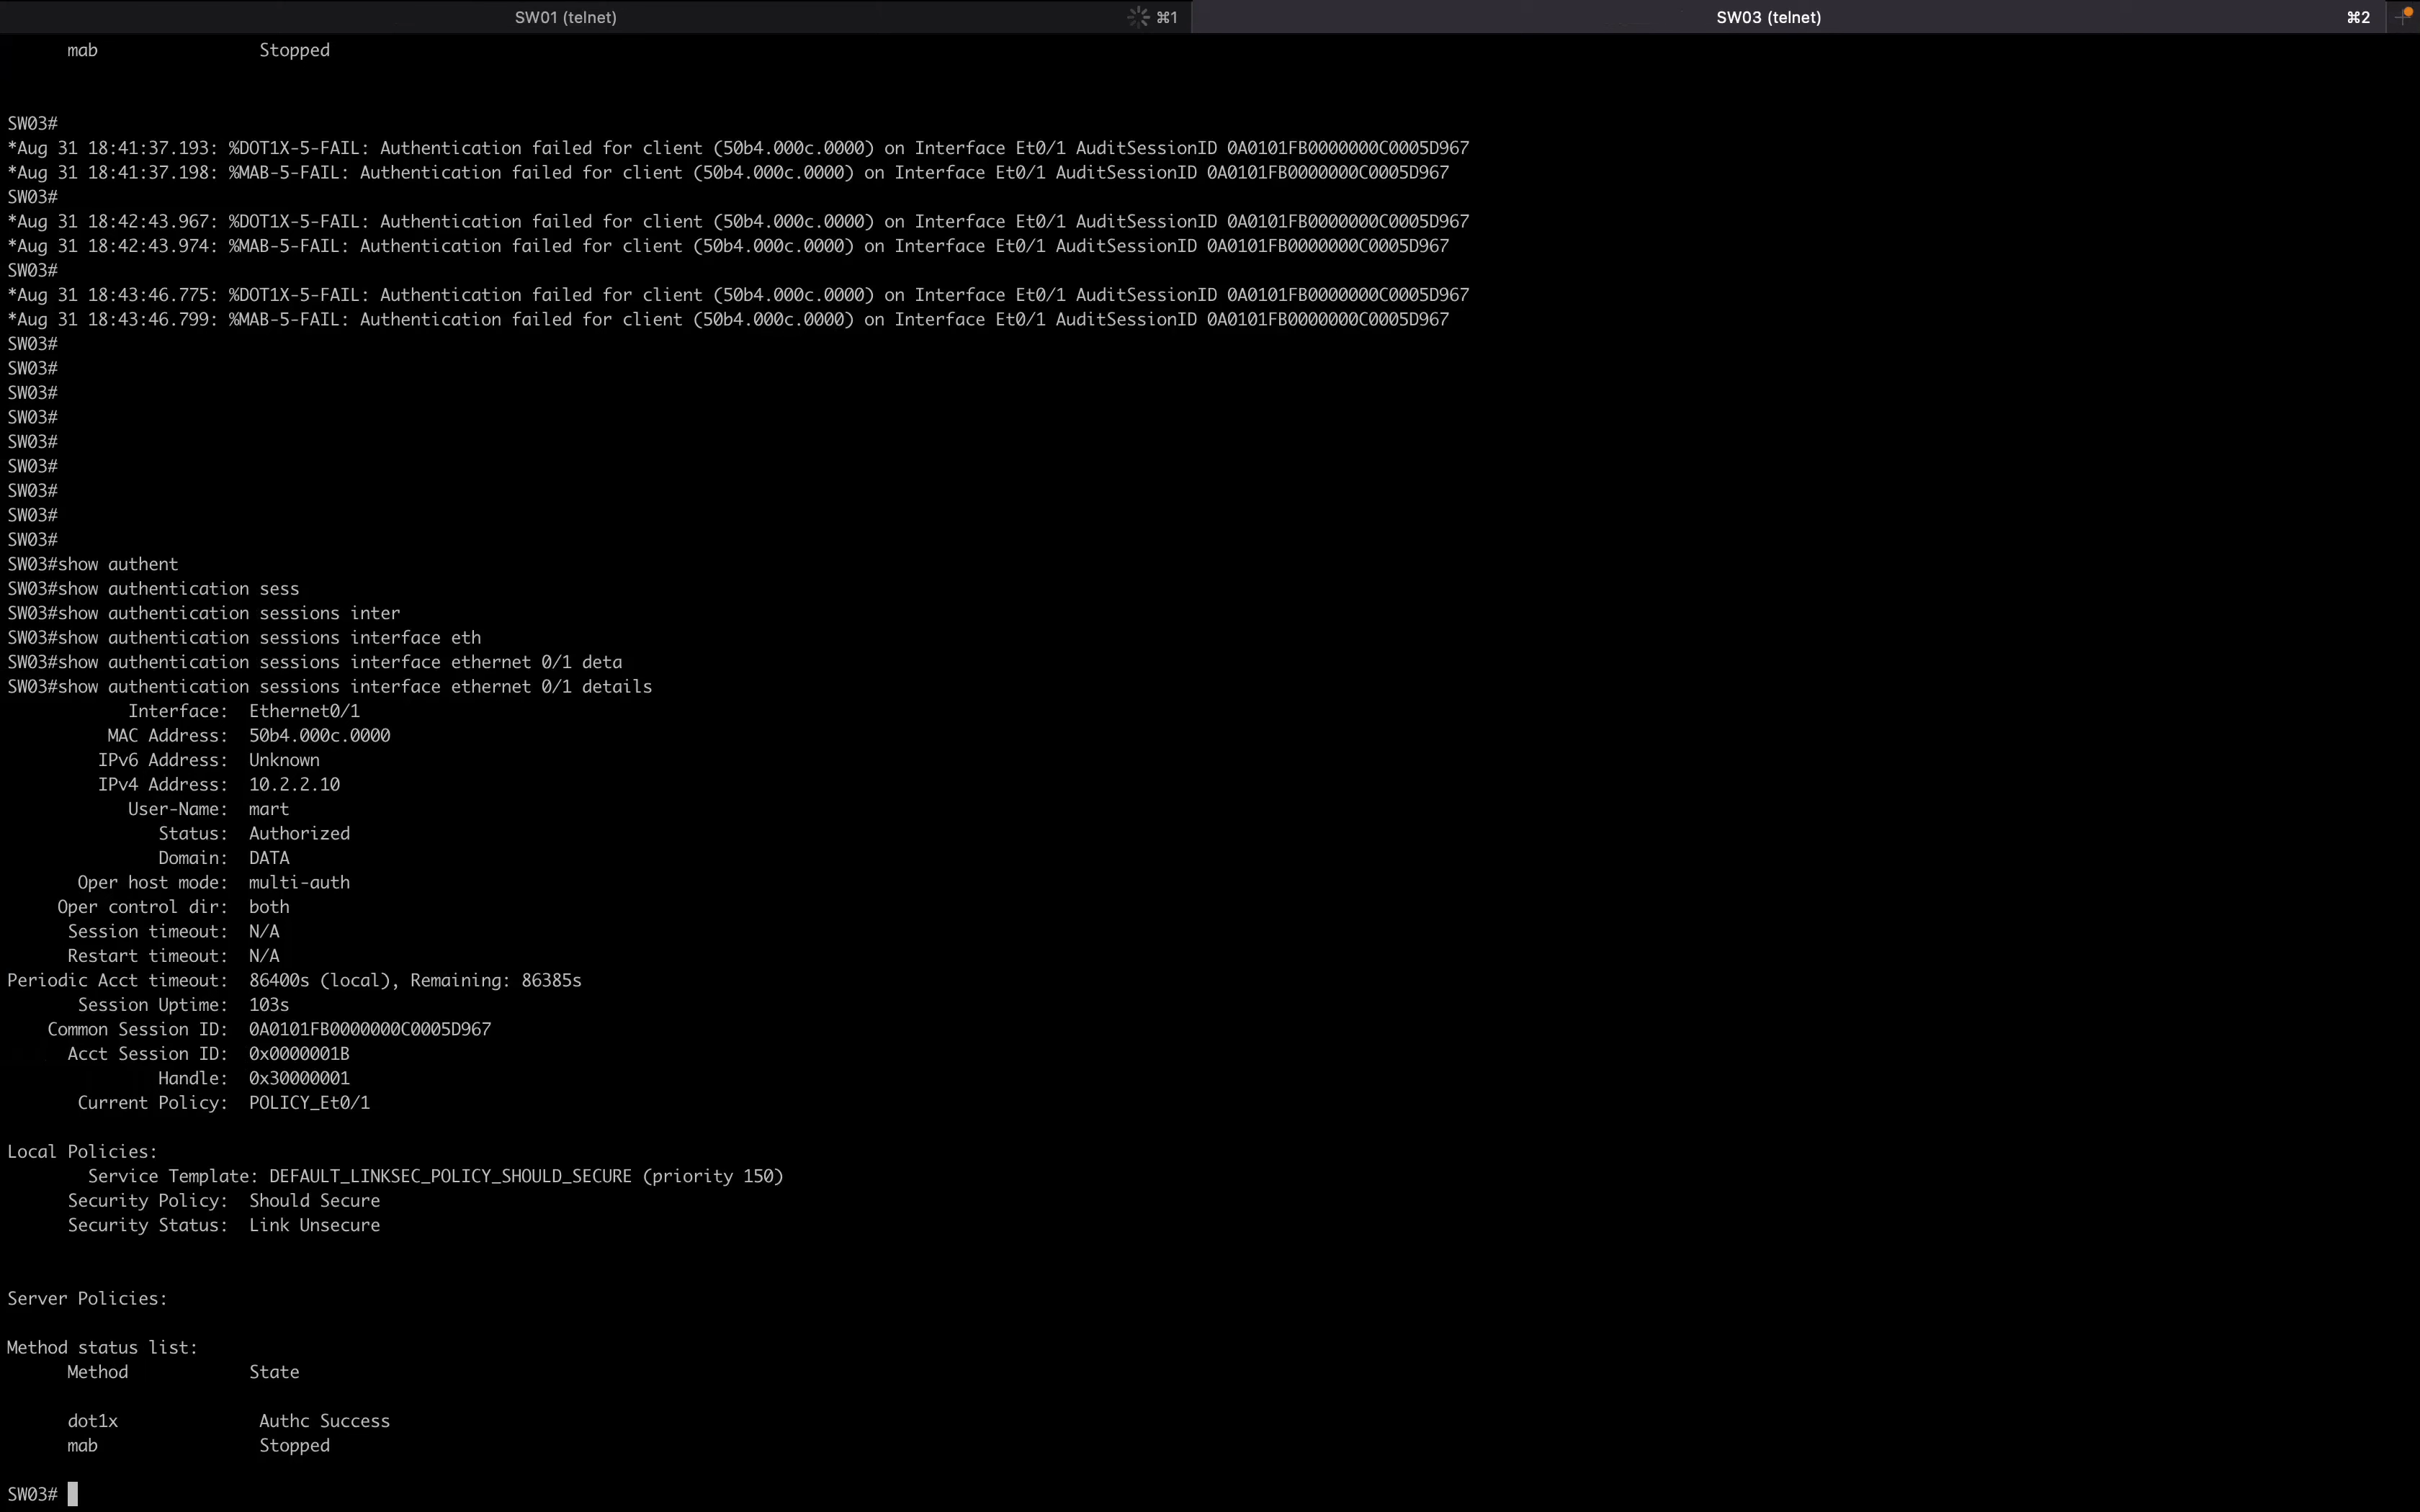 SW01 (telnet) ⌘1 SW03 (telnet) ⌘2
mab Stopped
SW03#
*Aug 31 18:41:37.193: %DOT1X-5-FAIL: Authentication failed for client (50b4.000c.0000) on Interface Et0/1 AuditSessionID 0A0101FB0000000C0005D967
*Aug 31 18:41:37.198: %MAB-5-FAIL: Authentication failed for client (50b4.000c.0000) on Interface Et0/1 AuditSessionID 0A0101FB0000000C0005D967
SW03#
*Aug 31 18:42:43.967: %DOT1X-5-FAIL: Authentication failed for client (50b4.000c.0000) on Interface Et0/1 AuditSessionID 0A0101FB0000000C0005D967
*Aug 31 18:42:43.974: %MAB-5-FAIL: Authentication failed for client (50b4.000c.0000) on Interface Et0/1 AuditSessionID 0A0101FB0000000C0005D967
SW03#
*Aug 31 18:43:46.775: %DOT1X-5-FAIL: Authentication failed for client (50b4.000c.0000) on Interface Et0/1 AuditSessionID 0A0101FB0000000C0005D967
*Aug 31 18:43:46.799: %MAB-5-FAIL: Authentication failed for client (50b4.000c.0000) on Interface Et0/1 AuditSessionID 0A0101FB0000000C0005D967
SW03#
SW03#
SW03#
SW03#
SW03#
SW03#
SW03#
SW03#
SW03#
SW03#show authent
SW03#show authentication sess
SW03#show authentication sessions inter
SW03#show authentication sessions interface eth
SW03#show authentication sessions interface ethernet 0/1 deta
SW03#show authentication sessions interface ethernet 0/1 details
Interface: Ethernet0/1
MAC Address: 50b4.000c.0000
IPv6 Address: Unknown
IPv4 Address: 10.2.2.10
User-Name: mart
Status: Authorized
Domain: DATA
Oper host mode: multi-auth
Oper control dir: both
Session timeout: N/A
Restart timeout: N/A
Periodic Acct timeout: 86400s (local), Remaining: 86385s
Session Uptime: 103s
Common Session ID: 0A0101FB0000000C0005D967
Acct Session ID: 0x0000001B
Handle: 0x30000001
Current Policy: POLICY_Et0/1
Local Policies:
Service Template: DEFAULT_LINKSEC_POLICY_SHOULD_SECURE (priority 150)
Security Policy: Should Secure
Security Status: Link Unsecure
Server Policies:
Method status list:
Method State
dot1x Authc Success
mab Stopped
SW03#